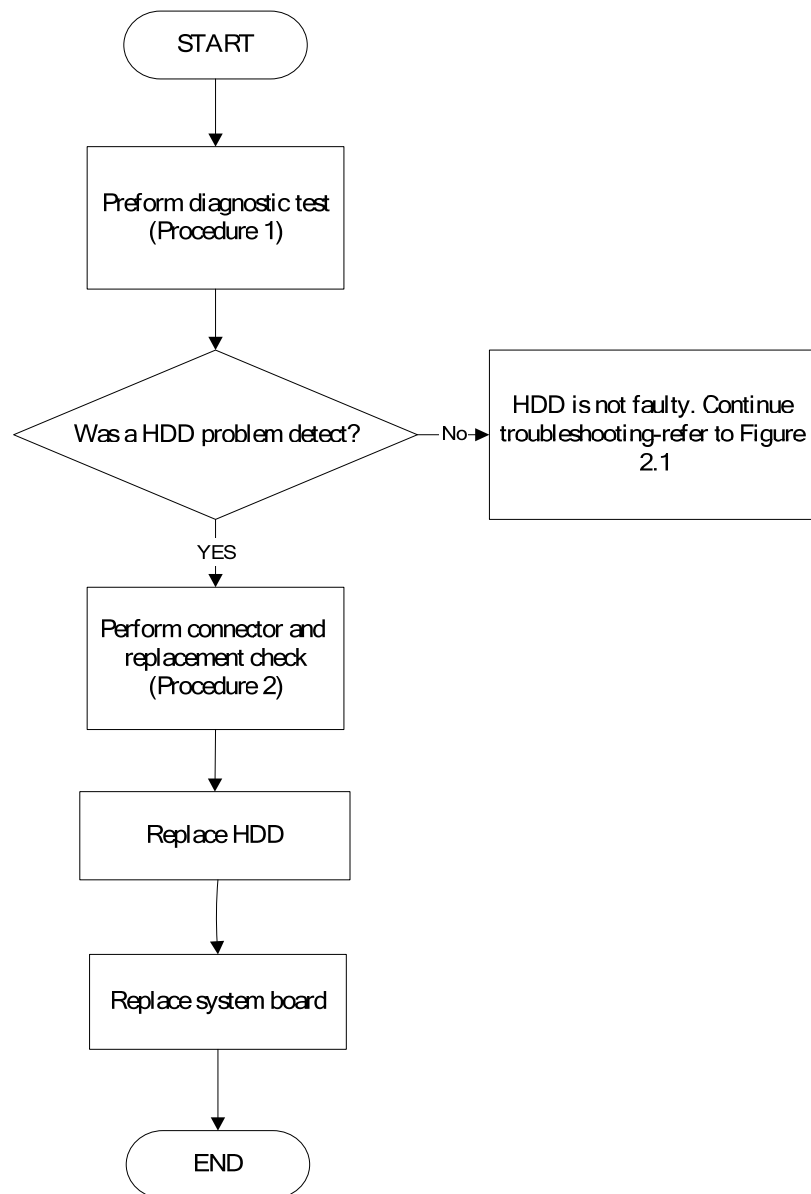 START
Preform diagnostic test
(Procedure 1)
Was a HDD problem detect?
No
HDD is not faulty. Continue
troubleshooting-refer to Figure
2.1
YES
Perform connector and
replacement check
(Procedure 2)
Replace HDD
Replace system board
END